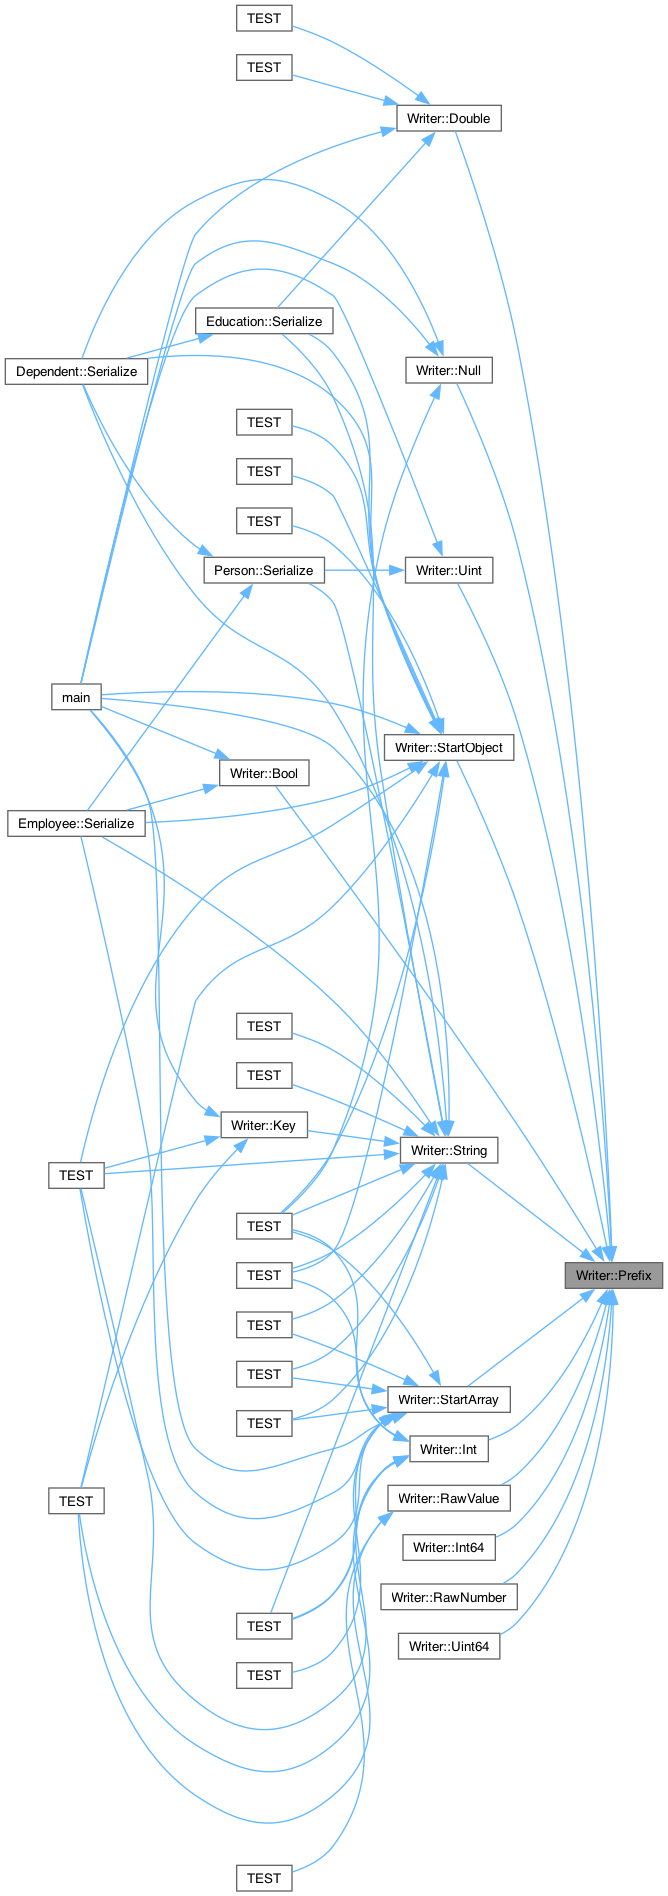 TEST
TEST
Writer::Double
Education::Serialize
Dependent::Serialize
Writer::Null
TEST
TEST
TEST
Person::Serialize
Writer::Uint
main
Writer::StartObject
Writer::Bool
Employee::Serialize
TEST
TEST
Writer::Key
Writer::String
TEST
TEST
Writer::Prefix
TEST
TEST
TEST
Writer::StartArray
TEST
Writer::Int
Writer::RawValue
TEST
Writer::Int64
Writer::RawNumber
TEST
Writer::Uint64
TEST
TEST